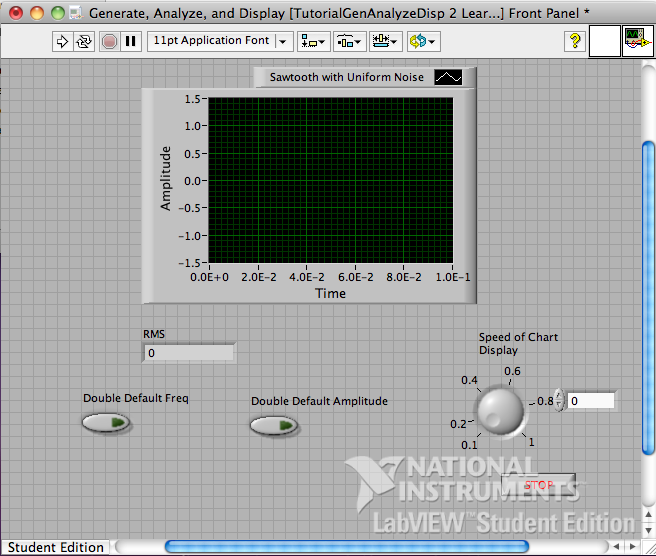 Generate, Analyze, and Display [TutorialGenAnalyzeDisp 2 Lear...] Front Panel *
11pt Application Font
?
Sawtooth with Uniform Noise
1.5
1.0
0.5
0.0
-0.5
-1.0
-1.5
Amplitude
0.0E+0 2.0E-2 4.0E-2 6.0E-2 8.0E-2 1.0E-1
Time
RMS
0
Speed of Chart
Display
0.1
0.2
0.4
0.6
0.8
1
0
Double Default Freq
Double Default Amplitude
STOP
NATIONAL
INSTRUMENTS
LabVIEW™ Student Edition
Student Edition